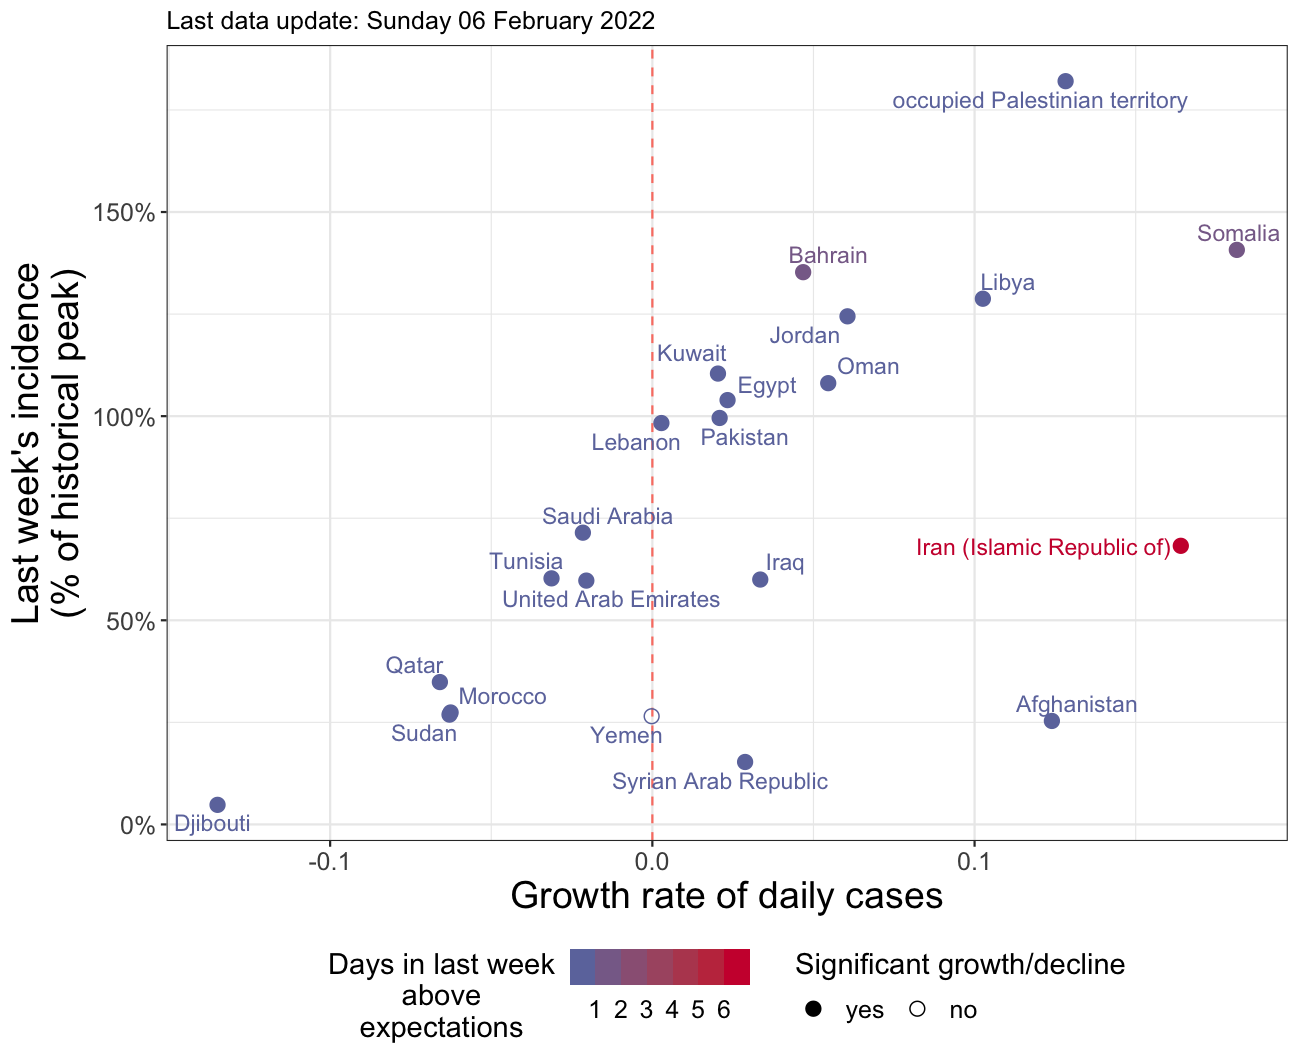 Last data update: Sunday 06 February 2022
occupied Palestinian territory
150%
Somalia
Bahrain
Libya
Jordan
Kuwait
Oman
Egypt
100%
Pakistan
Lebanon
Last week's incidence
(% of historical peak)
Saudi Arabia
Iran (Islamic Republic of)
Tunisia
Iraq
United Arab Emirates
50%
Qatar
Morocco
Afghanistan
Sudan
Yemen
Syrian Arab Republic
0%
Djibouti
-0.1 0.0 0.1
Growth rate of daily cases
Days in last week
above
expectations
1 2 3 4 5 6
Significant growth/decline
yes no